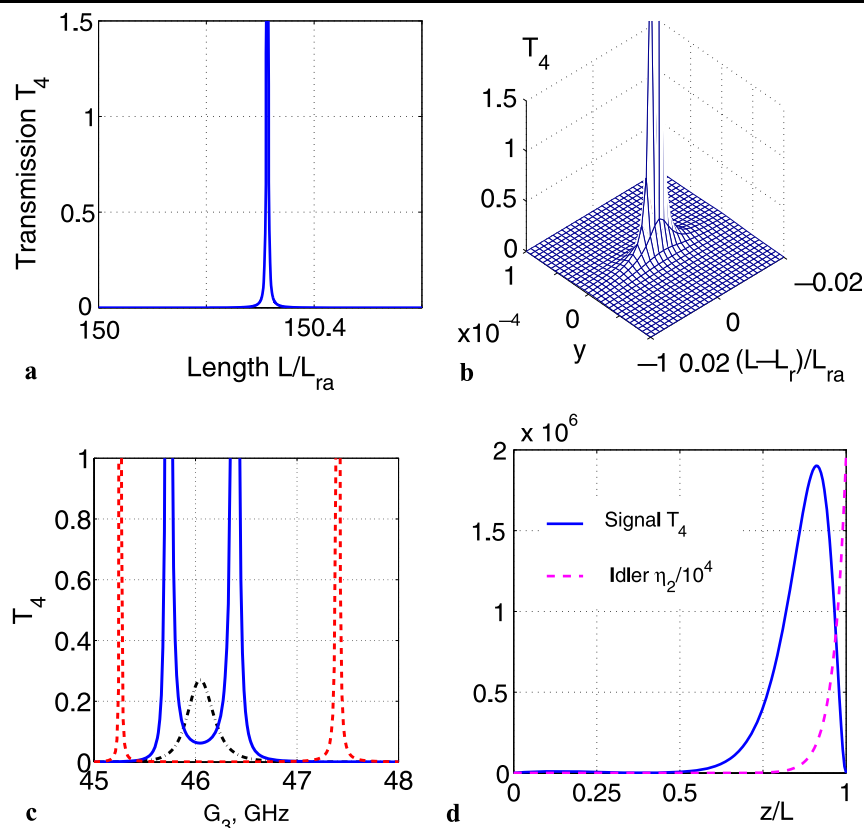 Transmission T4
1.5
1
0.5
0
150
150.4
Length L/Lra
a
T4
1.5
1
0.5
0
1
x10−4
0
y
−1
0.02
(L−Lr)/Lra
0
−0.02
b
T4
1
0.8
0.6
0.4
0.2
0
45
46
47
48
G3, GHz
c
x 10^6
2
1.5
1
0.5
0
Signal T4
Idler η2/10^4
0
0.25
0.5
0.75
1
z/L
d